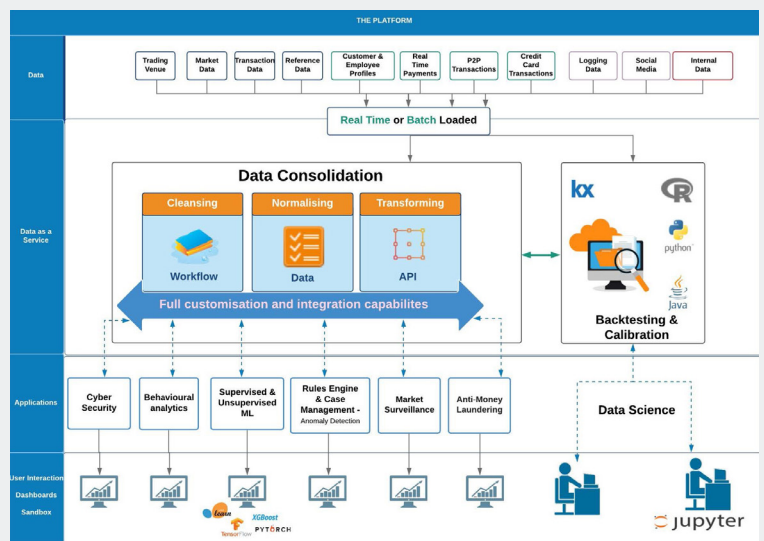 THE PLATFORM
Data
Trading
Venue
Market
Data
Transaction
Data
Reference
Data
Customer &
Employee
Profiles
Real
Time
Payments
P2P
Transactions
Credit
Card
Transactions
Logging
Data
Social
Media
Internal
Data
Real Time or Batch Loaded
Data as a
Service
Data Consolidation
Cleansing
Workflow
Normalising
Data
Transforming
API
Full customisation and integration capabilites
kx
R
python
Java
Backtesting &
Calibration
Applications
Cyber
Security
Behavioural
analytics
Supervised &
Unsupervised
ML
Rules Engine
& Case
Management -
Anomaly Detection
Market
Surveillance
Anti-Money
Laundering
Data Science
User Interaction
Dashboards
Sandbox
learn
XGBoost
TensorFlow
PYTORCH
jupyter